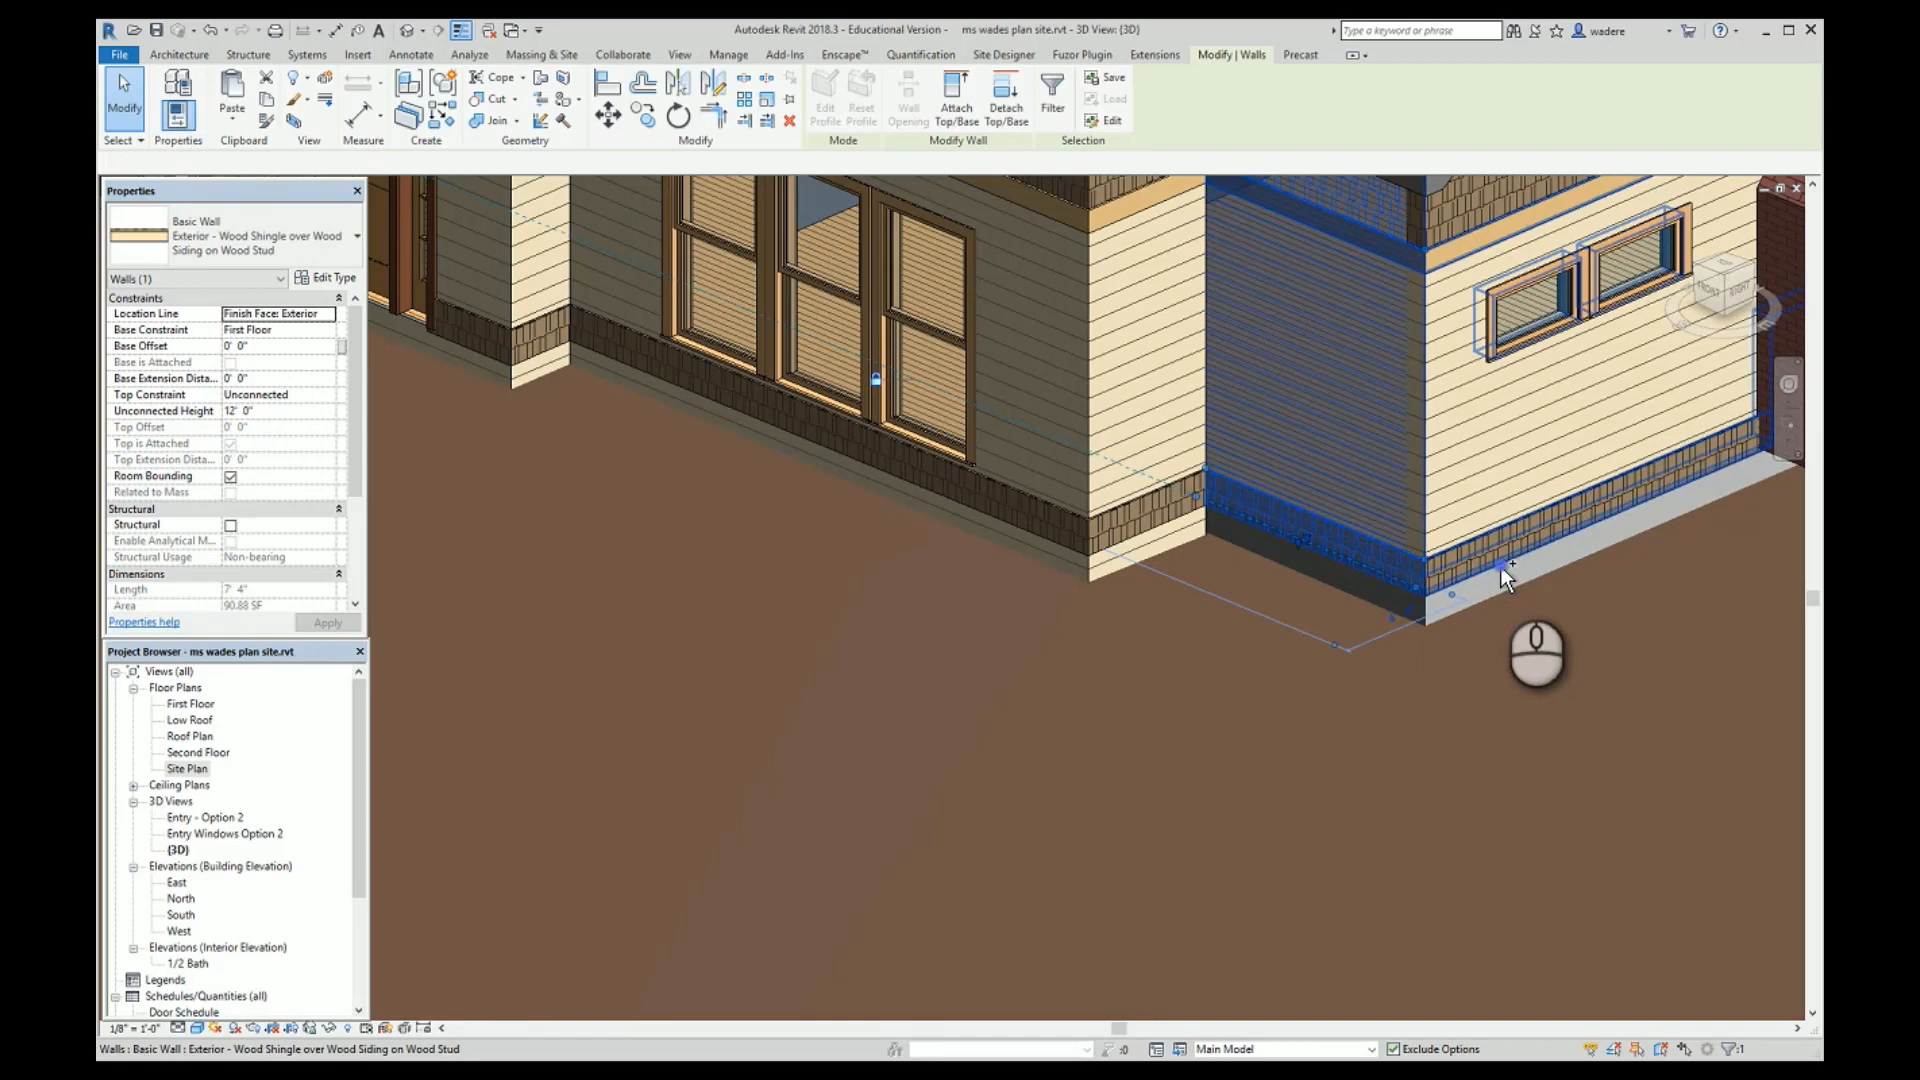 Autodesk Revit 2018.3 - Educational Version - ms wades plan site.rvt - 3D View: {3D}
Type a keyword or phrase
wadere
File Architecture Structure Systems Insert Annotate Analyze Massing & Site Collaborate View Manage Add-Ins Enscape™ Quantification Site Designer Fuzor Plugin Extensions Modify | Walls Precast
Modify
Paste
Cope
Cut
Join
Edit Profile
Reset Profile
Wall Opening
Attach Top/Base
Detach Top/Base
Filter
Save
Load
Edit
Select Properties Clipboard View Measure Create Geometry Modify Mode Modify Wall Selection
Properties
Basic Wall
Exterior - Wood Shingle over Wood
Siding on Wood Stud
Walls (1) Edit Type
Constraints
Location Line Finish Face: Exterior
Base Constraint First Floor
Base Offset 0' 0"
Base is Attached
Base Extension Dista... 0' 0"
Top Constraint Unconnected
Unconnected Height 12' 0"
Top Offset 0' 0"
Top is Attached
Top Extension Dista... 0' 0"
Room Bounding
Related to Mass
Structural
Structural
Enable Analytical M...
Structural Usage Non-bearing
Dimensions
Length 7' 4"
Area 90.88 SF
Properties help Apply
Project Browser - ms wades plan site.rvt
Views (all)
Floor Plans
First Floor
Low Roof
Roof Plan
Second Floor
Site Plan
Ceiling Plans
3D Views
Entry - Option 2
Entry Windows Option 2
{3D}
Elevations (Building Elevation)
East
North
South
West
Elevations (Interior Elevation)
1/2 Bath
Legends
Schedules/Quantities (all)
Door Schedule
FRONT RIGHT
1/8" = 1'-0"
Walls : Basic Wall : Exterior - Wood Shingle over Wood Siding on Wood Stud
:0
Main Model
Exclude Options
:1